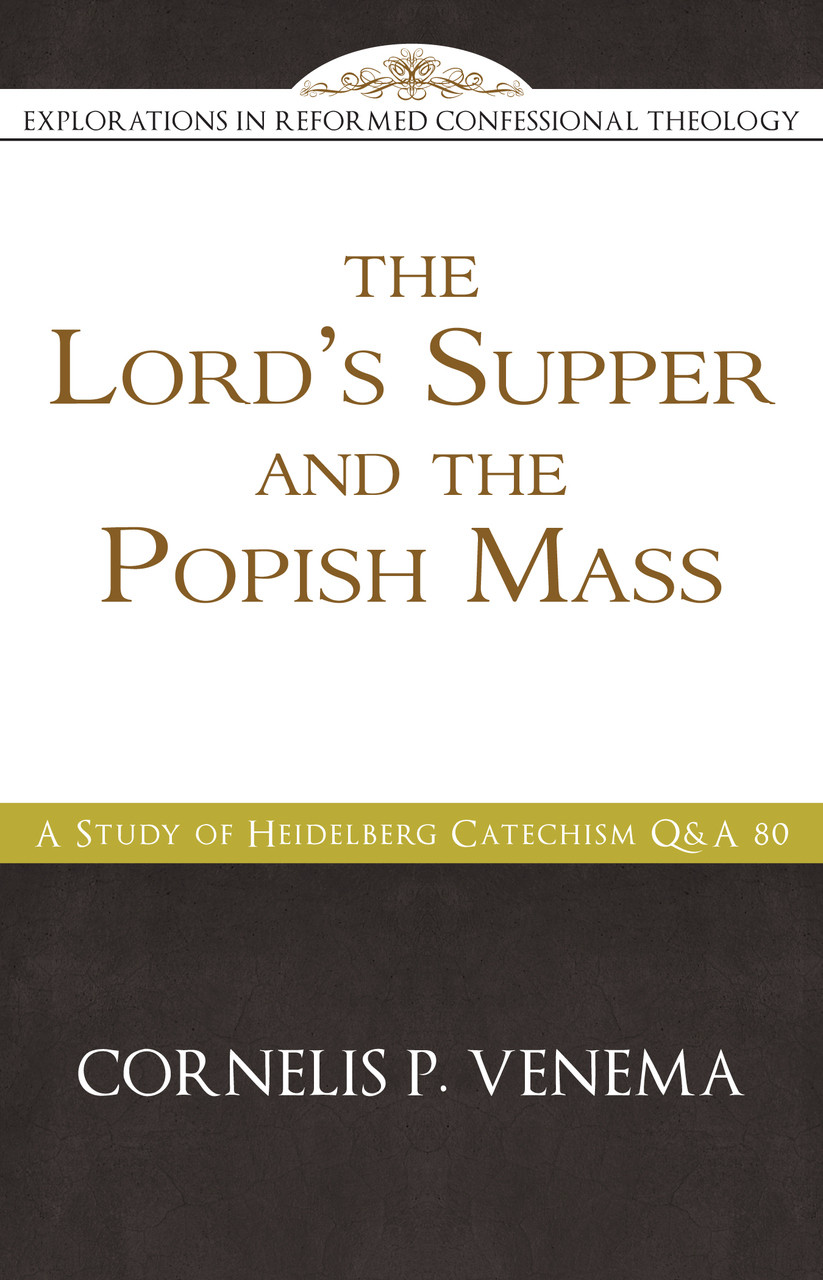 EXPLORATIONS IN REFORMED CONFESSIONAL THEOLOGY
THE
LORD'S SUPPER
AND THE
POPISH MASS
A STUDY OF HEIDELBERG CATECHISM Q&A 80
CORNELIS P. VENEMA